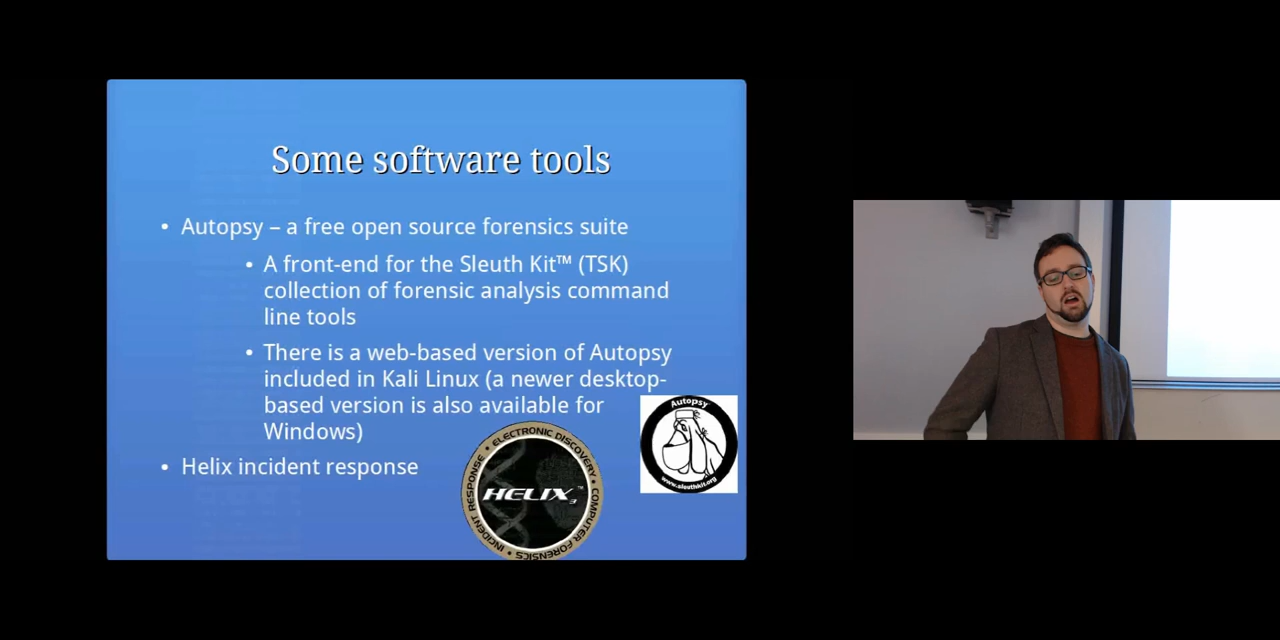 Some software tools
• Autopsy – a free open source forensics suite
• A front-end for the Sleuth Kit™ (TSK)
collection of forensic analysis command
line tools
• There is a web-based version of Autopsy
included in Kali Linux (a newer desktop-
based version is also available for
Windows)
• Helix incident response
ELECTRONIC DISCOVERY • COMPUTER FORENSICS • INCIDENT RESPONSE •
HELIX3™
Autopsy
www.sleuthkit.org